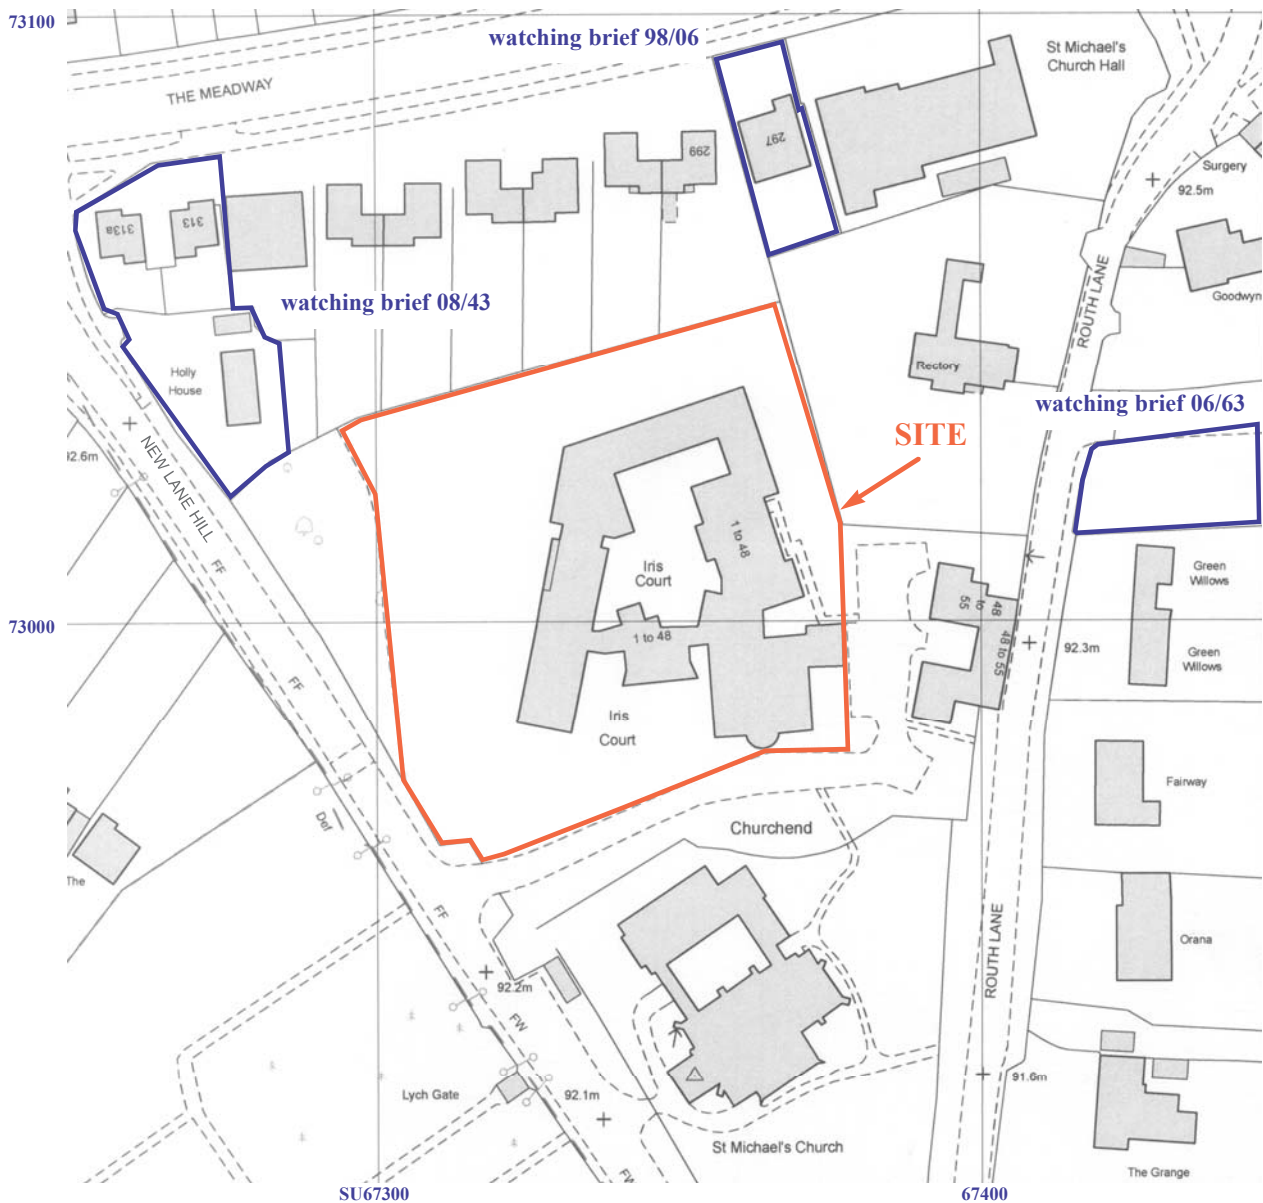 73100
watching brief 98/06
St Michael's
Church Hall
THE MEADWAY
297
299
Surgery
92.5m
313a
313
ROUTH LANE
Goodwyn
watching brief 08/43
Holly
House
Rectory
watching brief 06/63
SITE
92.6m
NEW LANE HILL
1 to 48
Iris
Court
Green
Willows
FF
48
to
55
73000
1 to 48
48 to 55
92.3m
Green
Willows
FF
Iris
Court
Fairway
Def
Churchend
The
FF
ROUTH LANE
Orana
92.2m
FW
91.6m
Lych Gate
92.1m
St Michael's Church
FW
The Grange
SU67300
67400